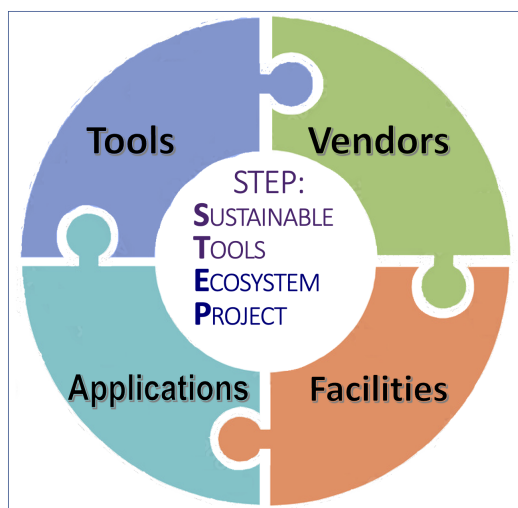 Tools
Vendors
STEP:
SUSTAINABLE
TOOLS
ECOSYSTEM
PROJECT
Applications
Facilities